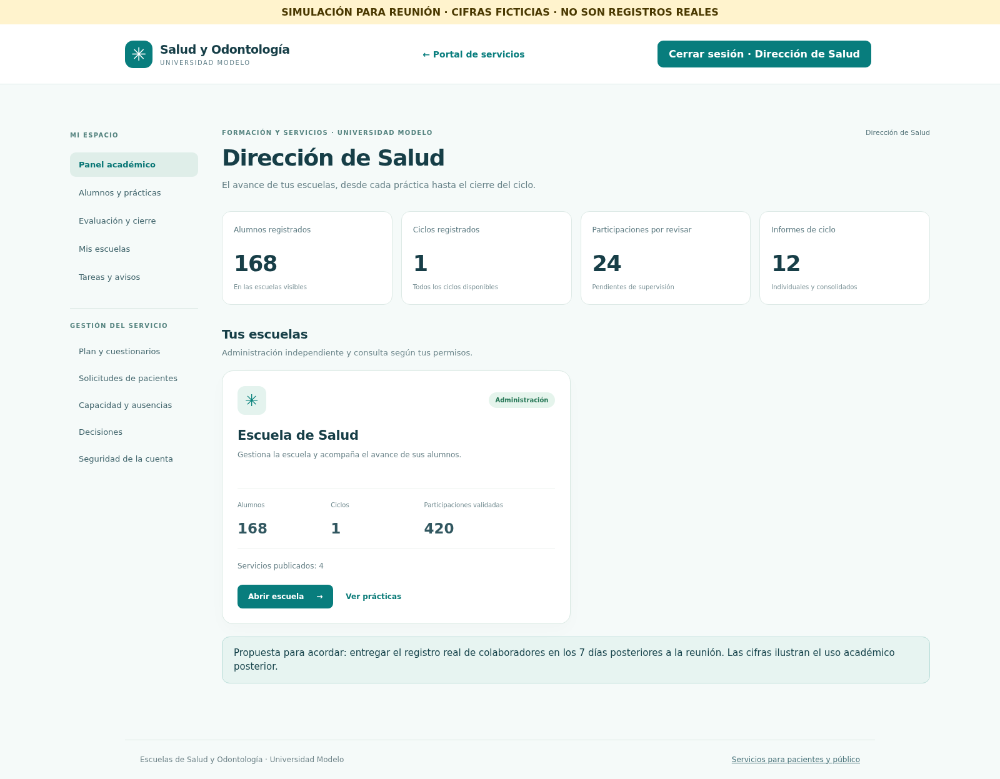 SIMULACIÓN PARA REUNIÓN · CIFRAS FICTICIAS · NO SON REGISTROS REALES
Salud y Odontología
UNIVERSIDAD MODELO
← Portal de servicios
Cerrar sesión · Dirección de Salud
MI ESPACIO
Panel académico
Alumnos y prácticas
Evaluación y cierre
Mis escuelas
Tareas y avisos
GESTIÓN DEL SERVICIO
Plan y cuestionarios
Solicitudes de pacientes
Capacidad y ausencias
Decisiones
Seguridad de la cuenta
FORMACIÓN Y SERVICIOS · UNIVERSIDAD MODELO
Dirección de Salud
Dirección de Salud
El avance de tus escuelas, desde cada práctica hasta el cierre del ciclo.
Alumnos registrados
168
En las escuelas visibles
Ciclos registrados
1
Todos los ciclos disponibles
Participaciones por revisar
24
Pendientes de supervisión
Informes de ciclo
12
Individuales y consolidados
Tus escuelas
Administración independiente y consulta según tus permisos.
Administración
Escuela de Salud
Gestiona la escuela y acompaña el avance de sus alumnos.
Alumnos
168
Ciclos
1
Participaciones validadas
420
Servicios publicados: 4
Abrir escuela →
Ver prácticas
Propuesta para acordar: entregar el registro real de colaboradores en los 7 días posteriores a la reunión. Las cifras ilustran el uso académico
posterior.
Escuelas de Salud y Odontología · Universidad Modelo
Servicios para pacientes y público